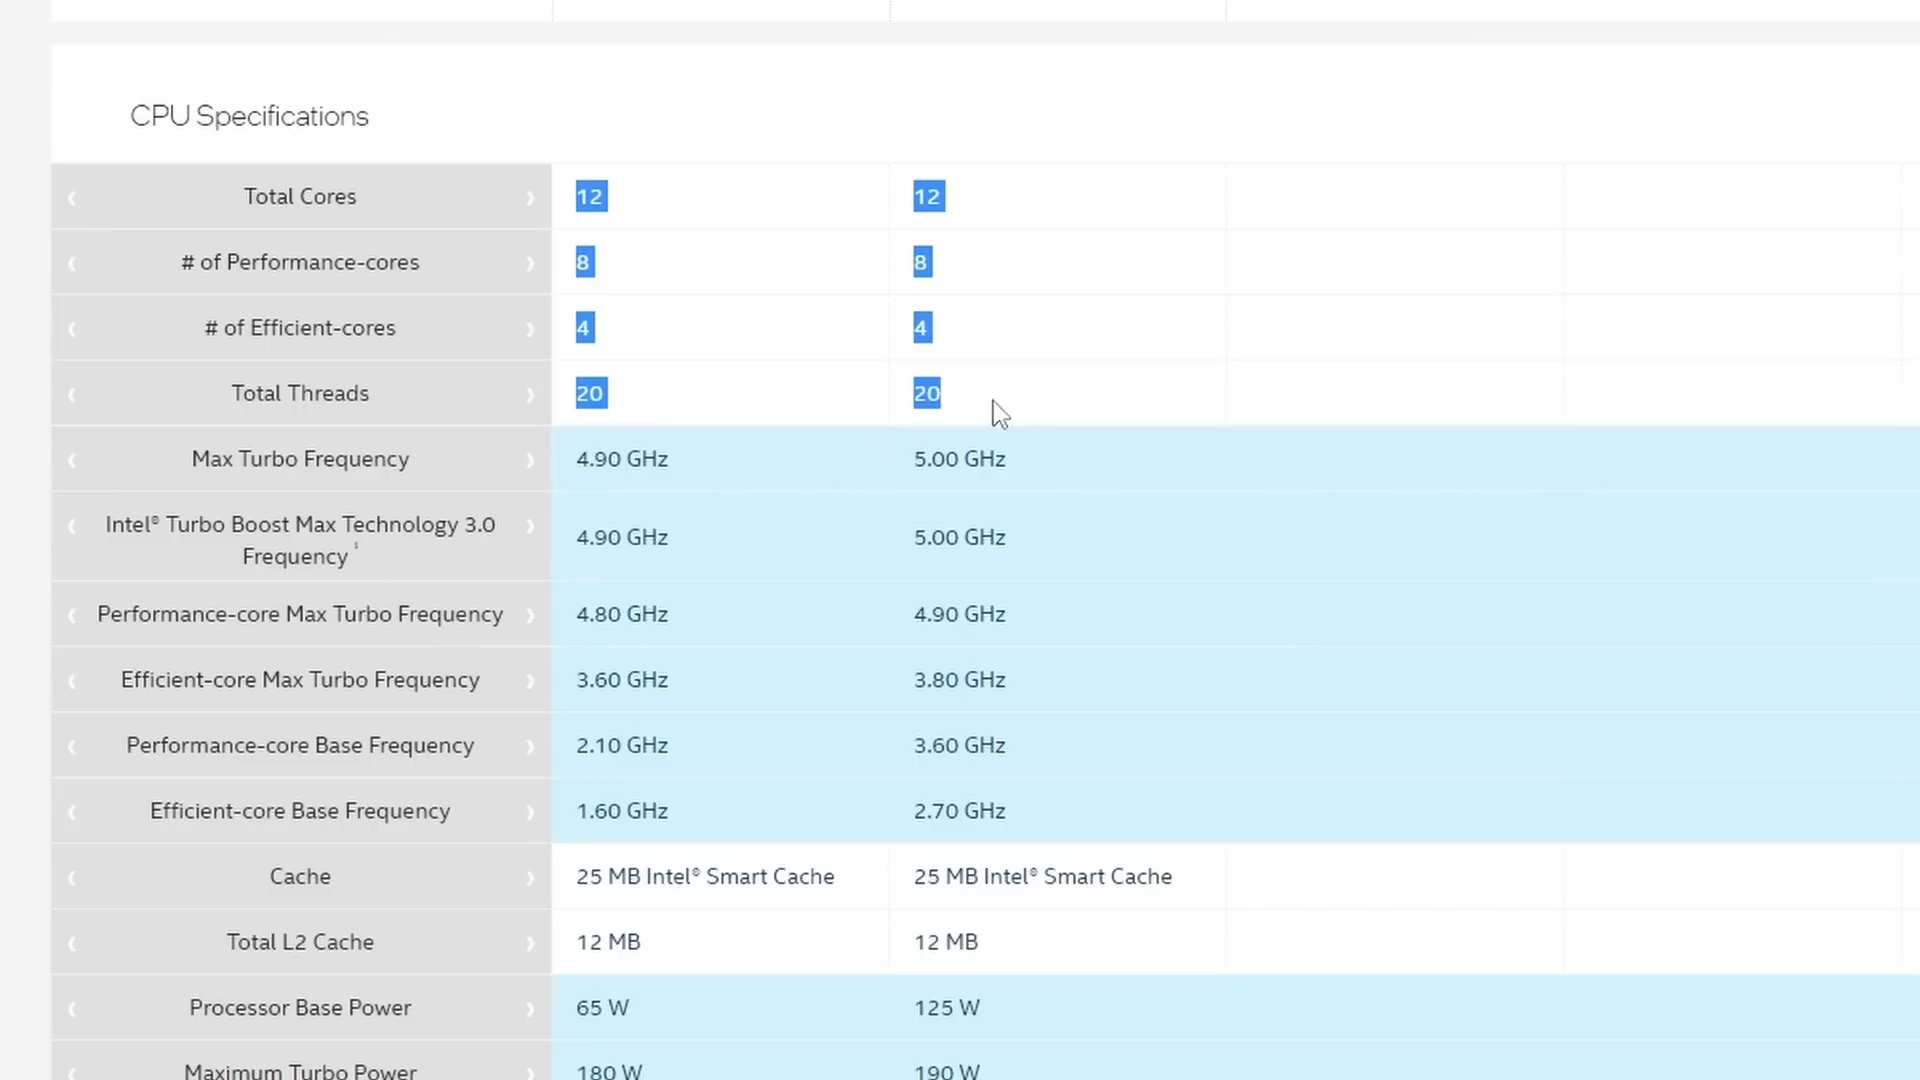 CPU Specifications
Total Cores 12 12
# of Performance-cores 8 8
# of Efficient-cores 4 4
Total Threads 20 20
Max Turbo Frequency 4.90 GHz 5.00 GHz
Intel® Turbo Boost Max Technology 3.0
Frequency ‡ 4.90 GHz 5.00 GHz
Performance-core Max Turbo Frequency 4.80 GHz 4.90 GHz
Efficient-core Max Turbo Frequency 3.60 GHz 3.80 GHz
Performance-core Base Frequency 2.10 GHz 3.60 GHz
Efficient-core Base Frequency 1.60 GHz 2.70 GHz
Cache 25 MB Intel® Smart Cache 25 MB Intel® Smart Cache
Total L2 Cache 12 MB 12 MB
Processor Base Power 65 W 125 W
Maximum Turbo Power 180 W 190 W